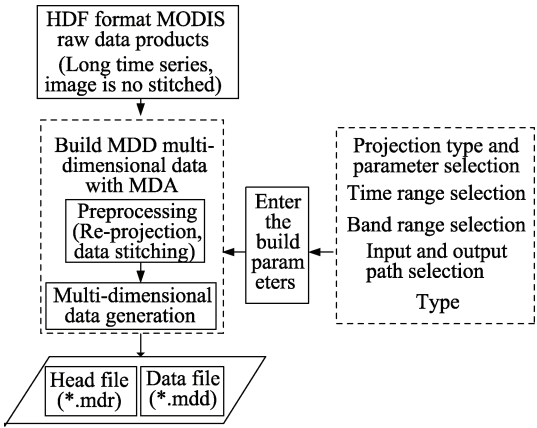 HDF format MODIS
raw data products
(Long time series,
image is no stitched)
Build MDD multi-
dimensional data
with MDA
Preprocessing
(Re-projection,
data stitching)
Multi-dimensional
data generation
Enter
the
build
param
eters
Projection type and
parameter selection
Time range selection
Band range selection
Input and output
path selection
Type
Head file
(*.mdr)
Data file
(*.mdd)